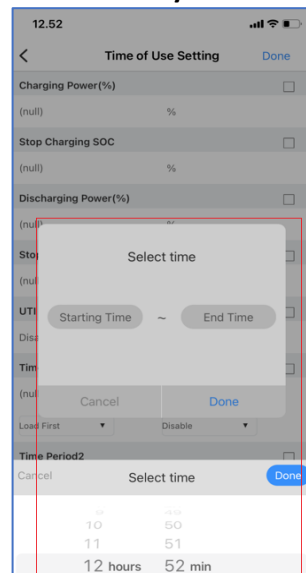 12.52
Time of Use Setting Done
Charging Power(%)
(null) %
Stop Charging SOC
(null) %
Discharging Power(%)
(null) %
Select time
Starting Time ~ End Time
Cancel Done
Load First Disable
Time Period2
Cancel Select time Done
10 50
11 51
12 hours 52 min